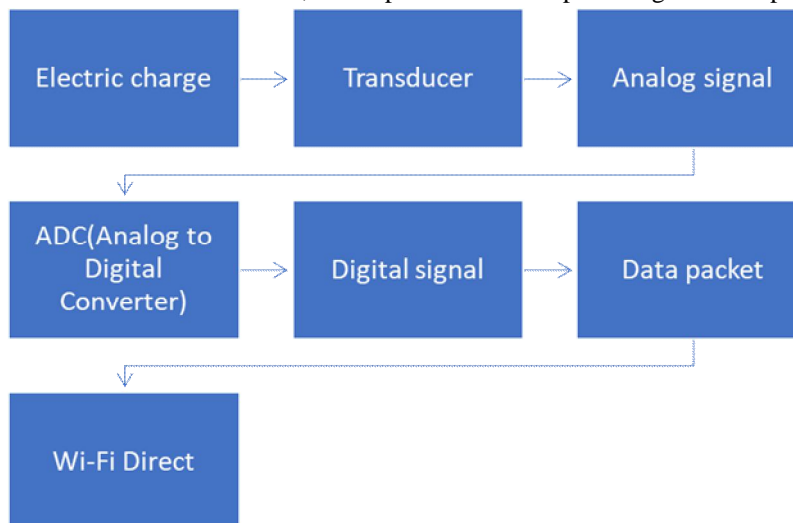 Electric charge
Transducer
Analog signal
ADC(Analog to
Digital
Converter)
Digital signal
Data packet
Wi-Fi Direct